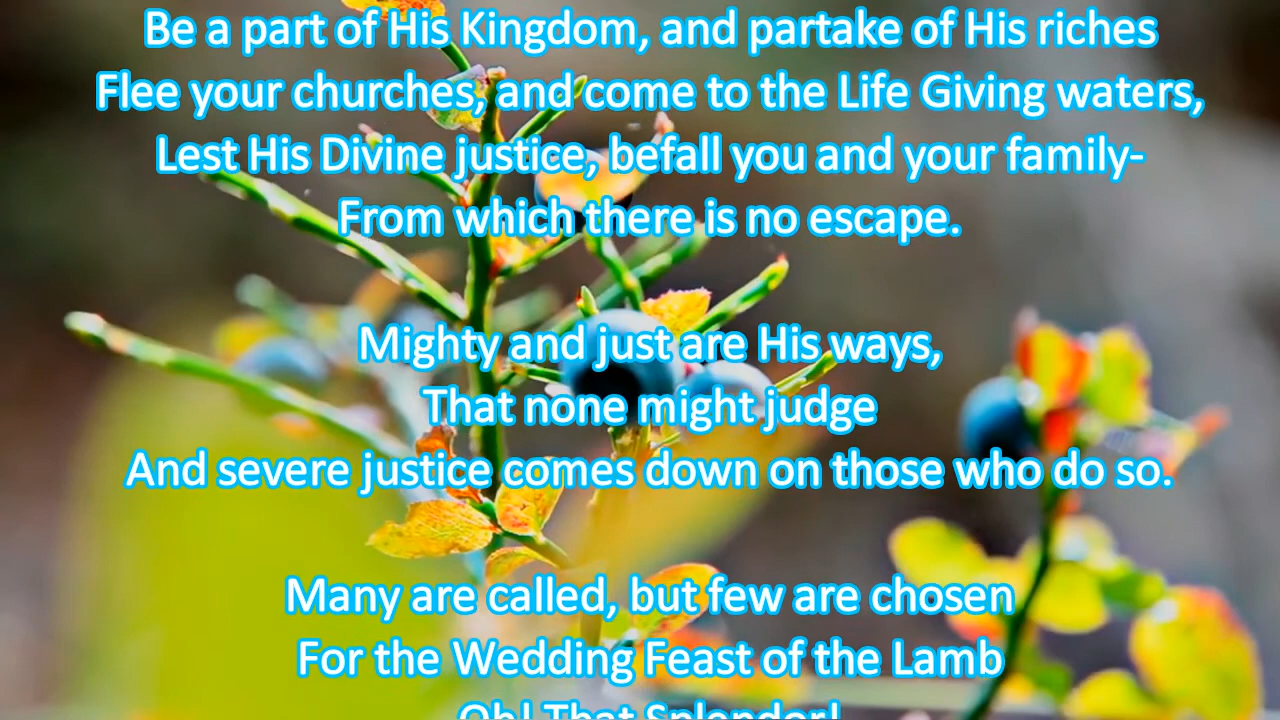 Be a part of His Kingdom, and partake of His riches
Flee your churches, and come to the Life Giving waters,
Lest His Divine justice, befall you and your family-
From which there is no escape.
Mighty and just are His ways,
That none might judge
And severe justice comes down on those who do so.
Many are called, but few are chosen
For the Wedding Feast of the Lamb
Oh! That Splendor!